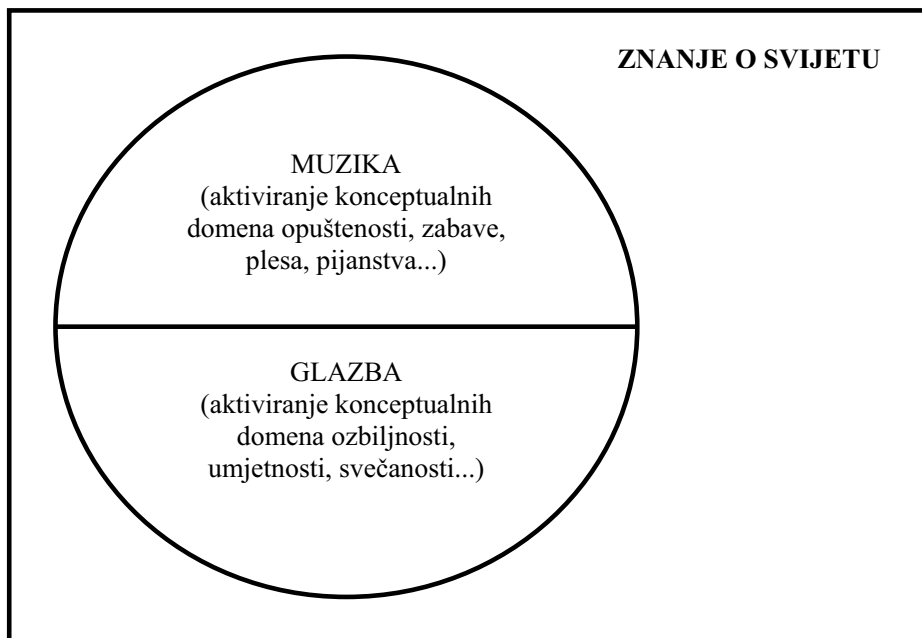 ZNANJE O SVIJETU
MUZIKA
(aktiviranje konceptualnih
domena opuštenosti, zabave,
plesa, pijanstva...)
GLAZBA
(aktiviranje konceptualnih
domena ozbiljnosti,
umjetnosti, svečanosti...)